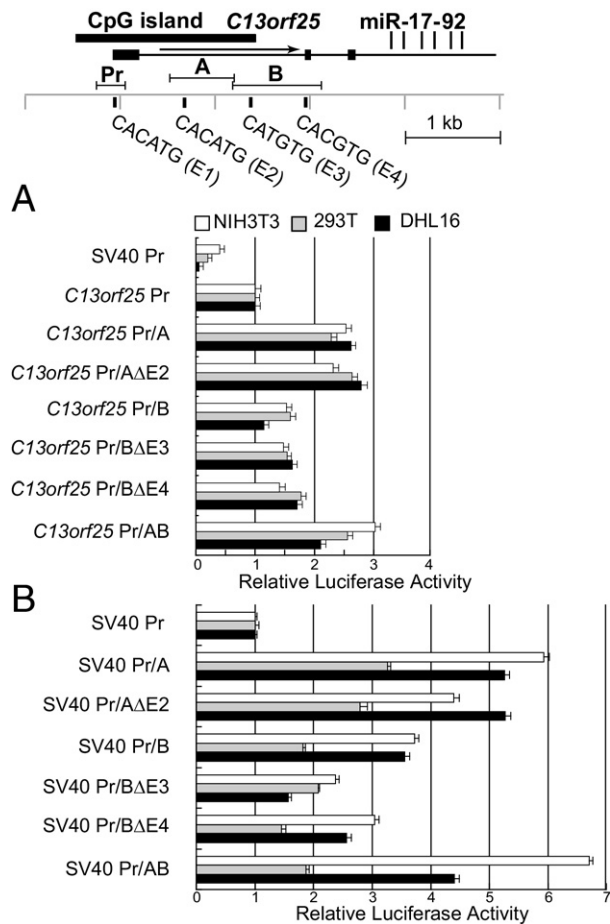 CpG island C13orf25 miR-17-92
Pr A B
CACATG (E1) CACATG (E2) CATGTG (E3) CACGTG (E4) 1 kb
A
NIH3T3 293T DHL16
SV40 Pr
C13orf25 Pr
C13orf25 Pr/A
C13orf25 Pr/AΔE2
C13orf25 Pr/B
C13orf25 Pr/BΔE3
C13orf25 Pr/BΔE4
C13orf25 Pr/AB
0 1 2 3 4
Relative Luciferase Activity
B
SV40 Pr
SV40 Pr/A
SV40 Pr/AΔE2
SV40 Pr/B
SV40 Pr/BΔE3
SV40 Pr/BΔE4
SV40 Pr/AB
0 1 2 3 4 5 6 7
Relative Luciferase Activity